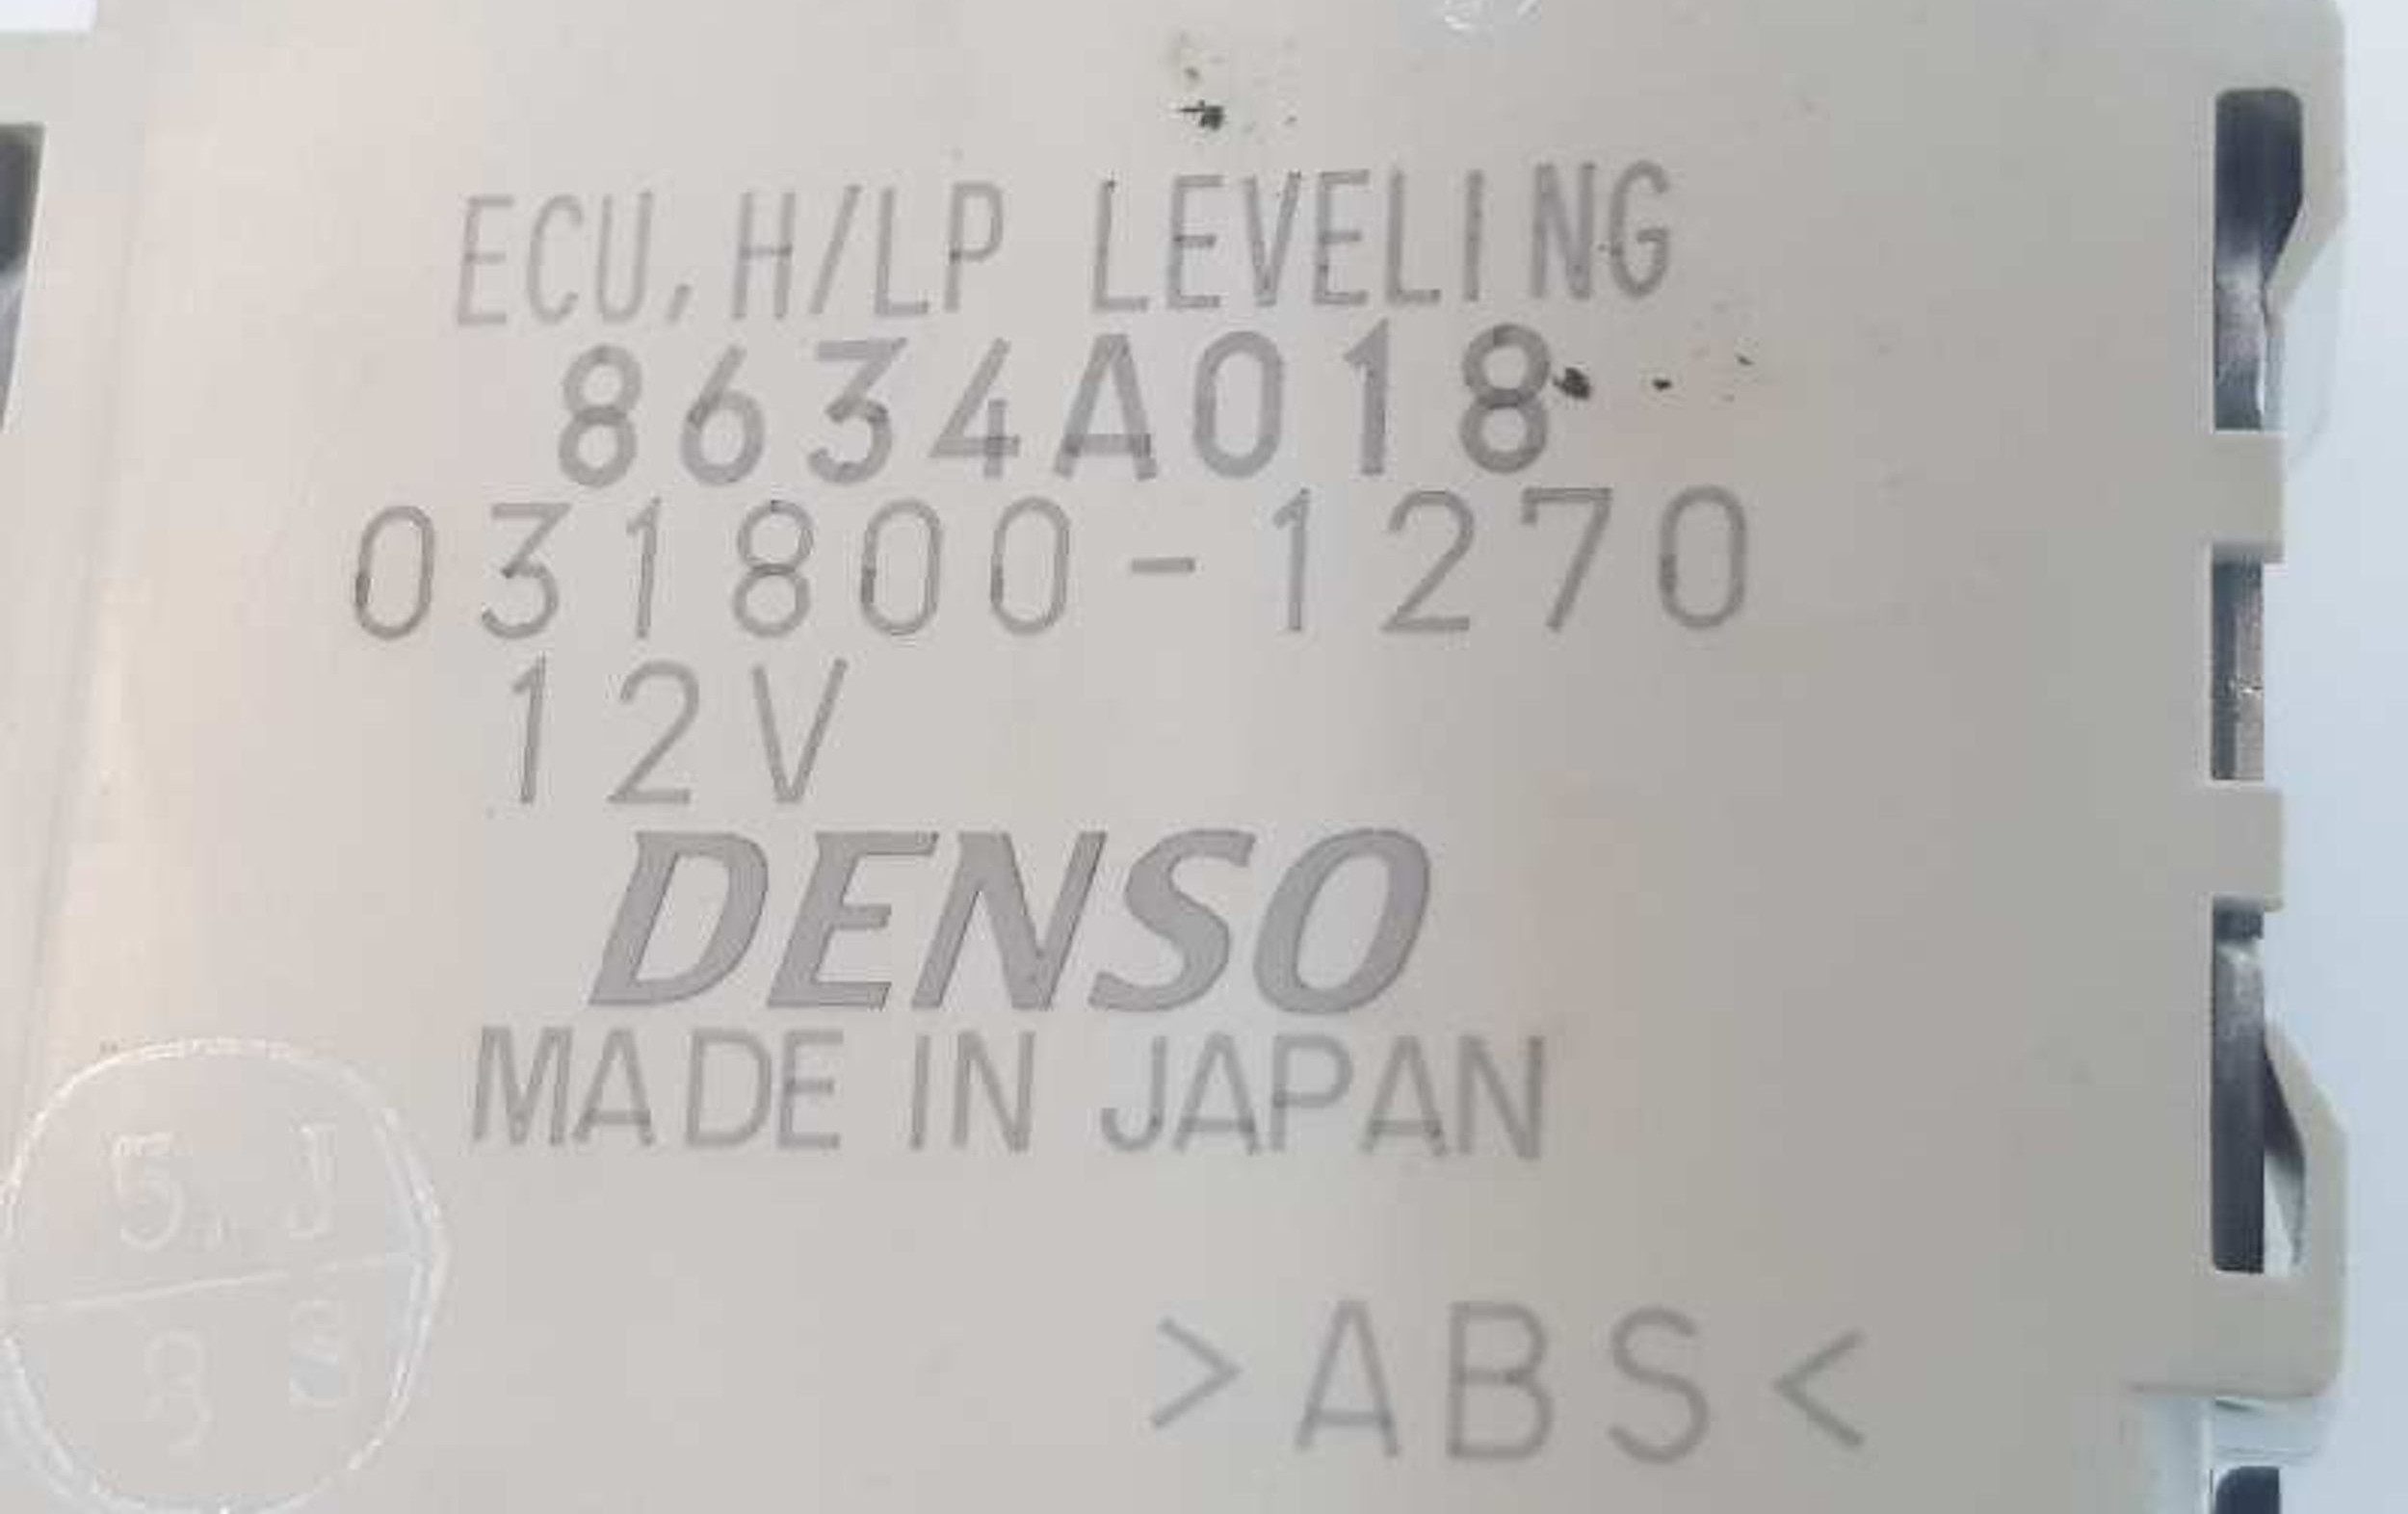 ECU, H/LP LEVELING
8634A018
031800-1270
12V
DENSO
MADE IN JAPAN
>ABS<